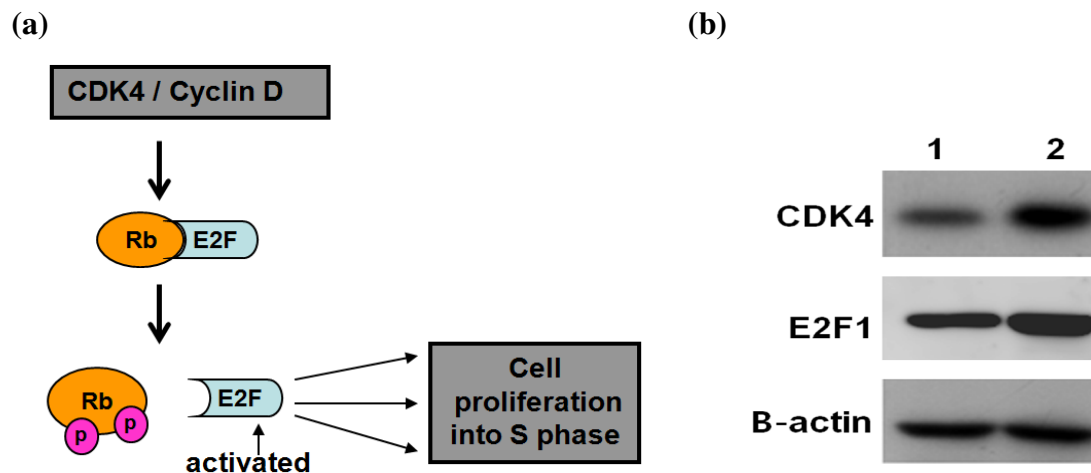 (a)
CDK4 / Cyclin D
Rb
E2F
Rb
p
p
E2F
activated
Cell
proliferation
into S phase
(b)
1 2
CDK4
E2F1
B-actin